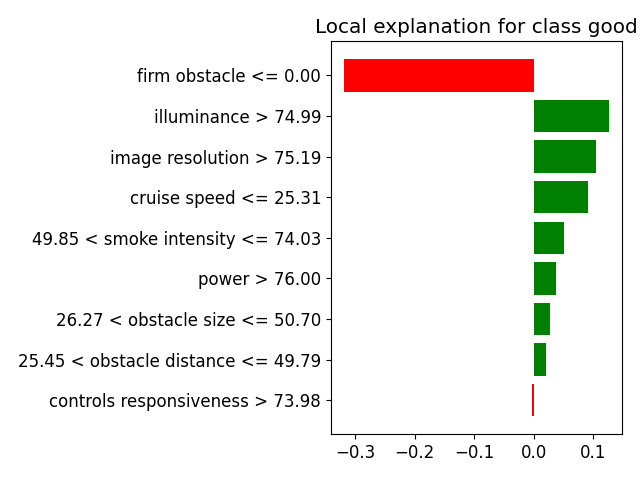 Local explanation for class good
firm obstacle <= 0.00
illuminance > 74.99
image resolution > 75.19
cruise speed <= 25.31
49.85 < smoke intensity <= 74.03
power > 76.00
26.27 < obstacle size <= 50.70
25.45 < obstacle distance <= 49.79
controls responsiveness > 73.98
−0.3 −0.2 −0.1 0.0 0.1